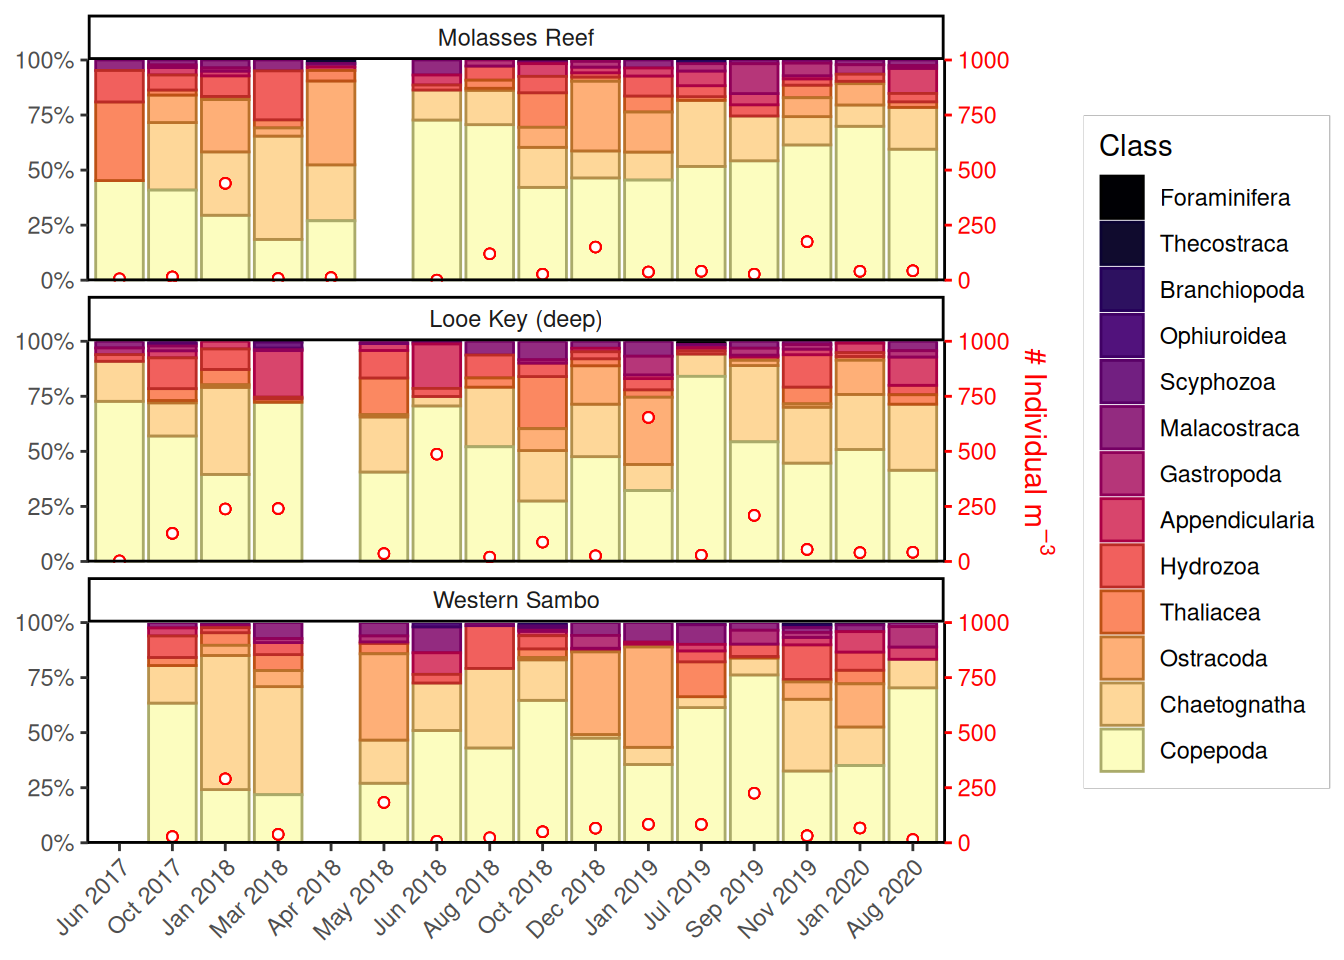 Molasses Reef
100%
75%
50%
25%
0%
1000
750
500
250
0
Looe Key (deep)
100%
75%
50%
25%
0%
1000
750
500
250
0
# Individual m⁻³
Western Sambo
100%
75%
50%
25%
0%
1000
750
500
250
0
Jun 2017
Oct 2017
Jan 2018
Mar 2018
Apr 2018
May 2018
Jun 2018
Aug 2018
Oct 2018
Dec 2018
Jan 2019
Jul 2019
Sep 2019
Nov 2019
Jan 2020
Aug 2020
Class
Foraminifera
Thecostraca
Branchiopoda
Ophiuroidea
Scyphozoa
Malacostraca
Gastropoda
Appendicularia
Hydrozoa
Thaliacea
Ostracoda
Chaetognatha
Copepoda